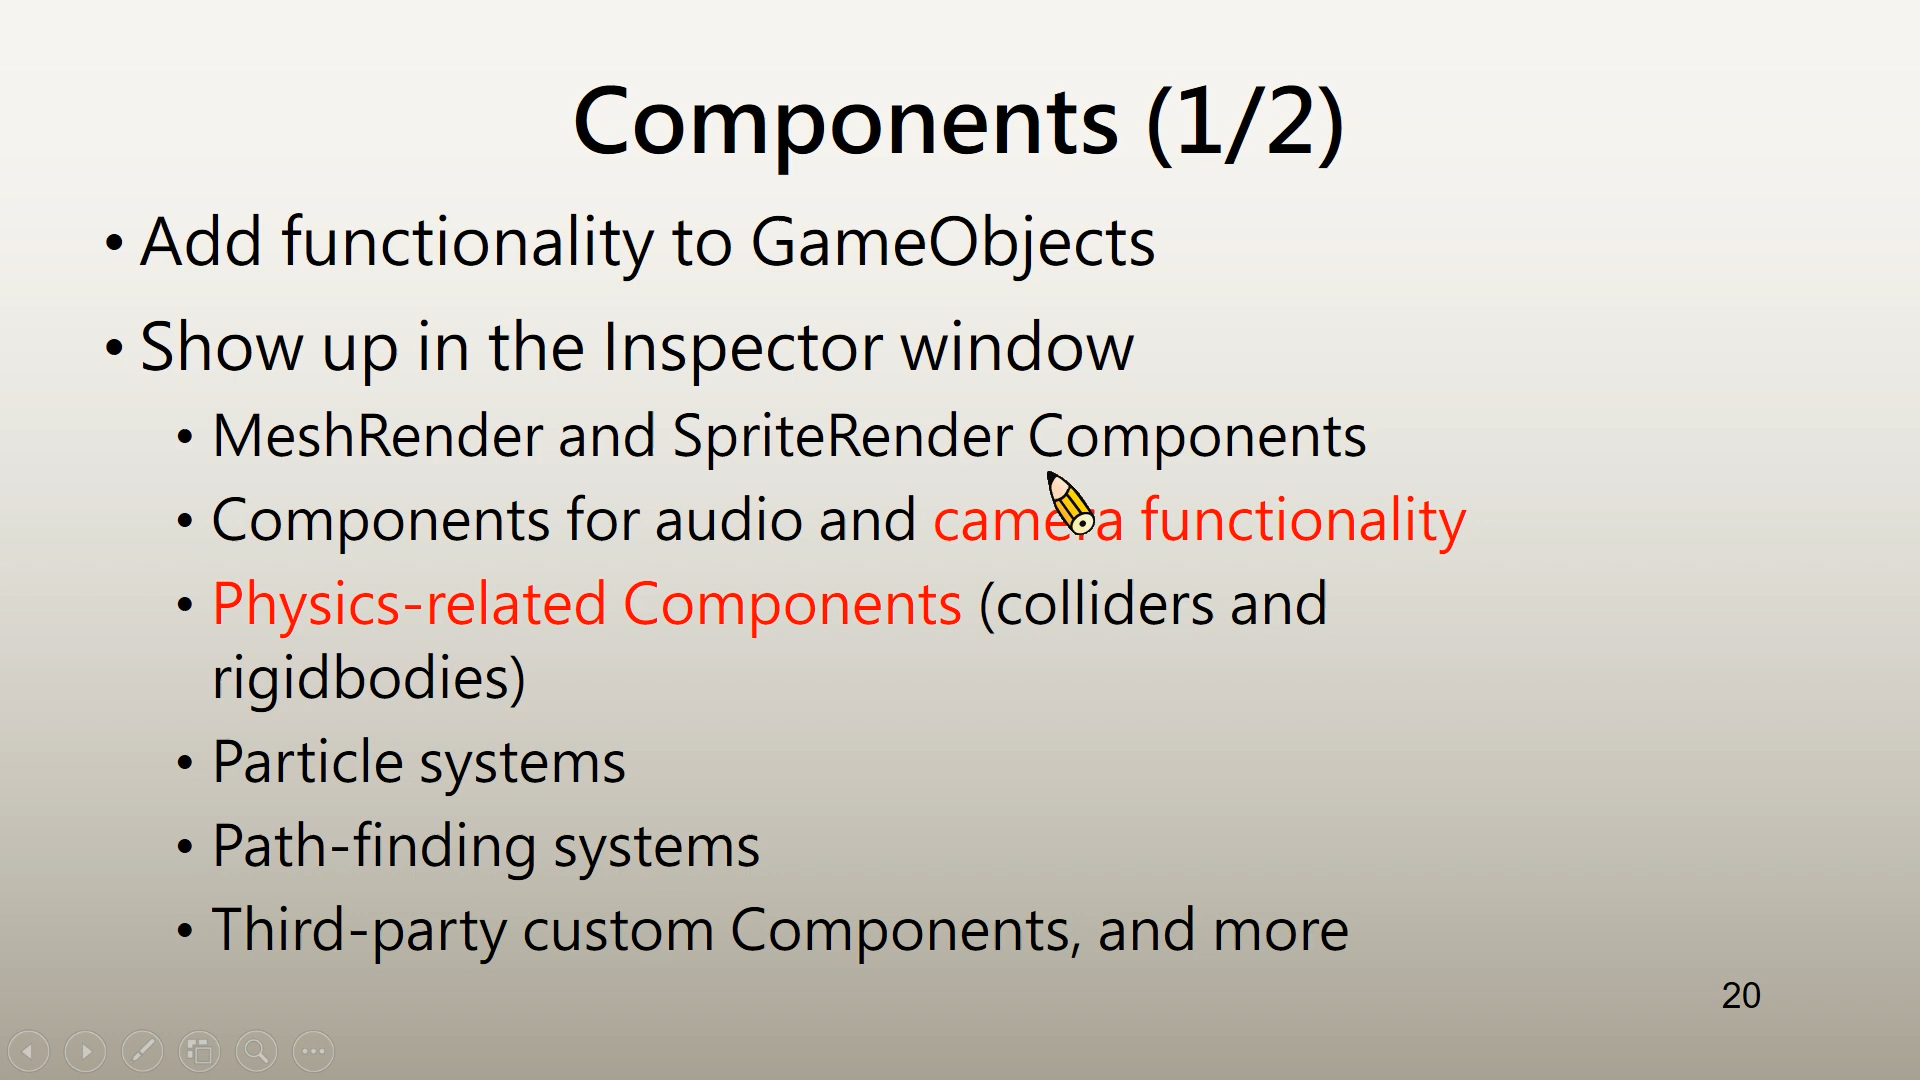 Components (1/2)
• Add functionality to GameObjects
• Show up in the Inspector window
• MeshRender and SpriteRender Components
• Components for audio and camera functionality
• Physics-related Components (colliders and
rigidbodies)
• Particle systems
• Path-finding systems
• Third-party custom Components, and more
20